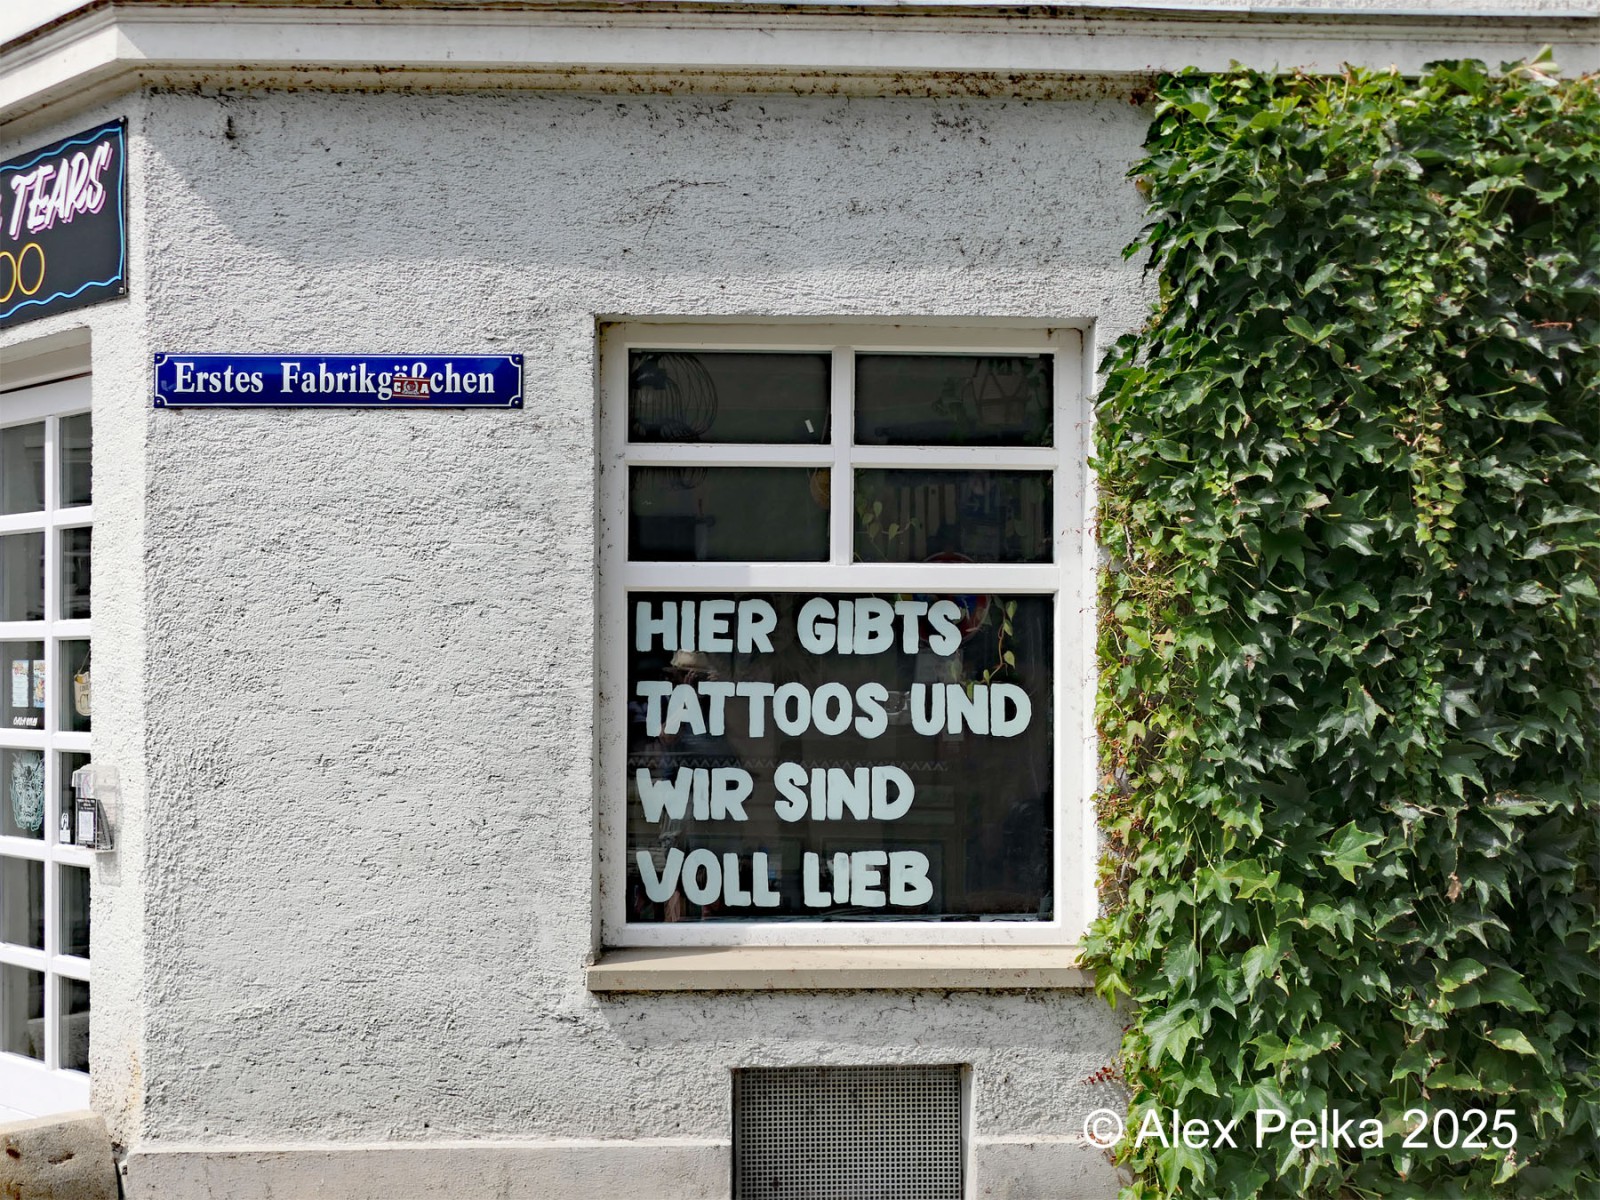 TEARS
Erstes Fabrikgäßchen
HIER GIBTS
TATTOOS UND
WIR SIND
VOLL LIEB
© Alex Pelka 2025